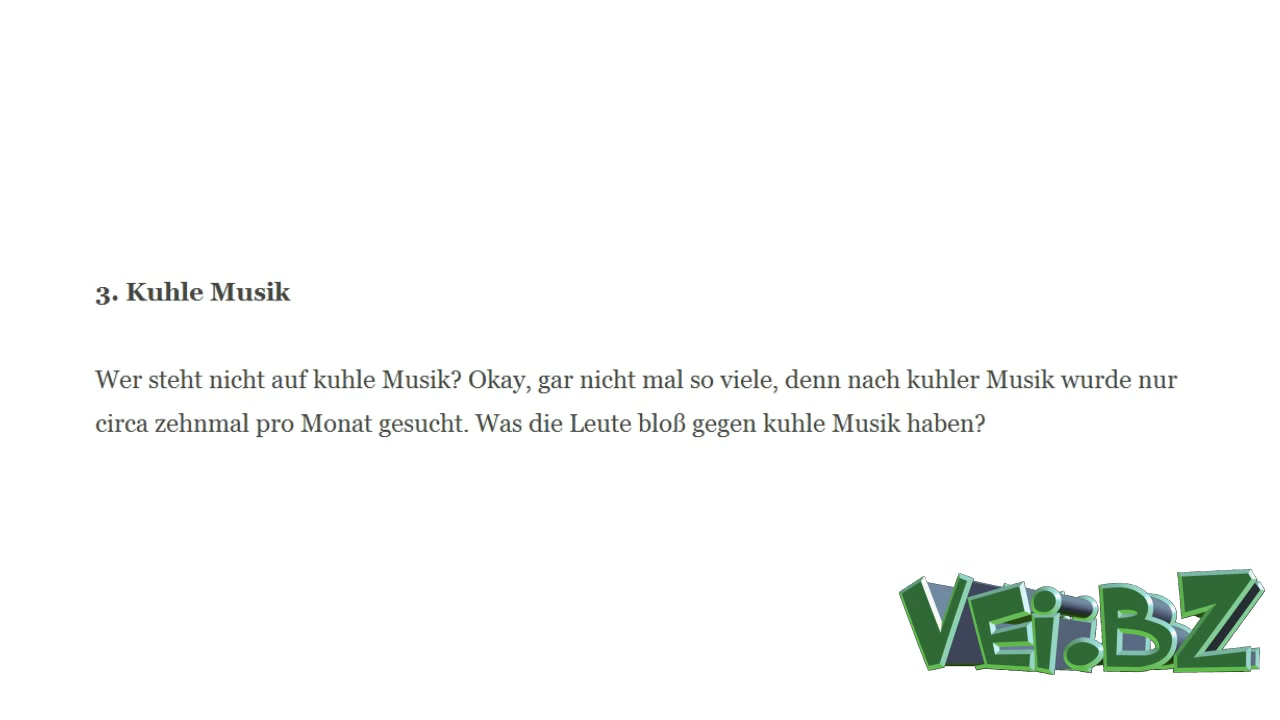 3. Kuhle Musik
Wer steht nicht auf kuhle Musik? Okay, gar nicht mal so viele, denn nach kuhler Musik wurde nur
circa zehnmal pro Monat gesucht. Was die Leute bloß gegen kuhle Musik haben?
VEi.BZ